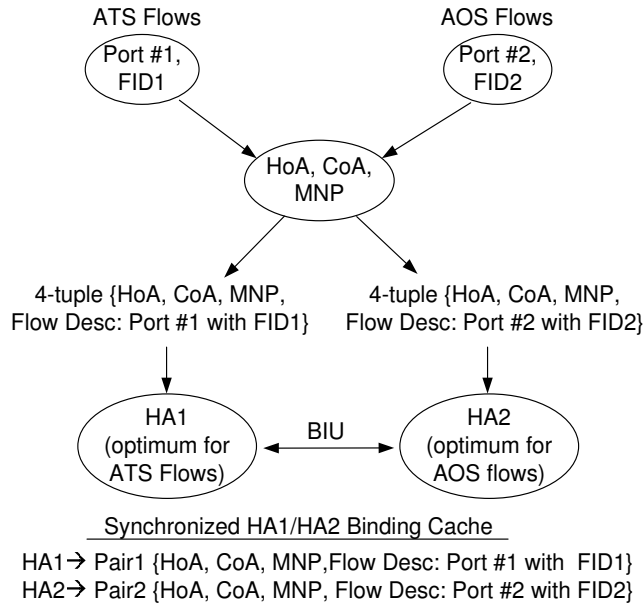 ATS Flows
AOS Flows
Port #1,
FID1
Port #2,
FID2
HoA, CoA,
MNP
4-tuple {HoA, CoA, MNP,
Flow Desc: Port #1 with FID1}
4-tuple {HoA, CoA, MNP,
Flow Desc: Port #2 with FID2}
HA1
(optimum for
ATS Flows)
BIU
HA2
(optimum for
AOS flows)
Synchronized HA1/HA2 Binding Cache
HA1→ Pair1 {HoA, CoA, MNP,Flow Desc: Port #1 with FID1}
HA2→ Pair2 {HoA, CoA, MNP, Flow Desc: Port #2 with FID2}